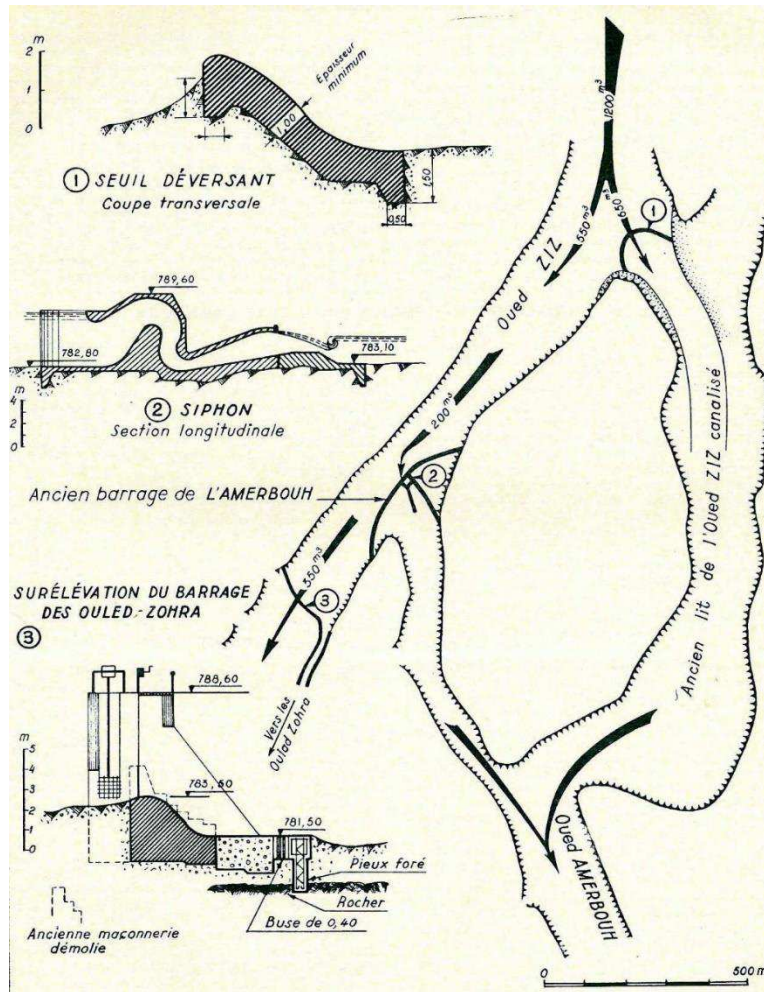 m
2
1
0
Épaisseur
minimum
1,00
1,50
0,50
① SEUIL DÉVERSANT
Coupe transversale
789,60
782,80
783,10
m
4
2
0
② SIPHON
Section longitudinale
Ancien barrage de L'AMERBOUH
SURÉLÉVATION DU BARRAGE
DES OULED-ZOHRA
③
788,60
m
5
4
3
2
1
0
781,50
Pieux foré
Rocher
Buse de 0,40
Ancienne maçonnerie
démolie
1200 m³
550 m³
650 m³
①
Oued ZIZ
200 m³
②
350 m³
③
Vers les
Oulad Zohra
Ancien lit de l'Oued ZIZ canalisé
Oued AMERBOUH
0
500 m